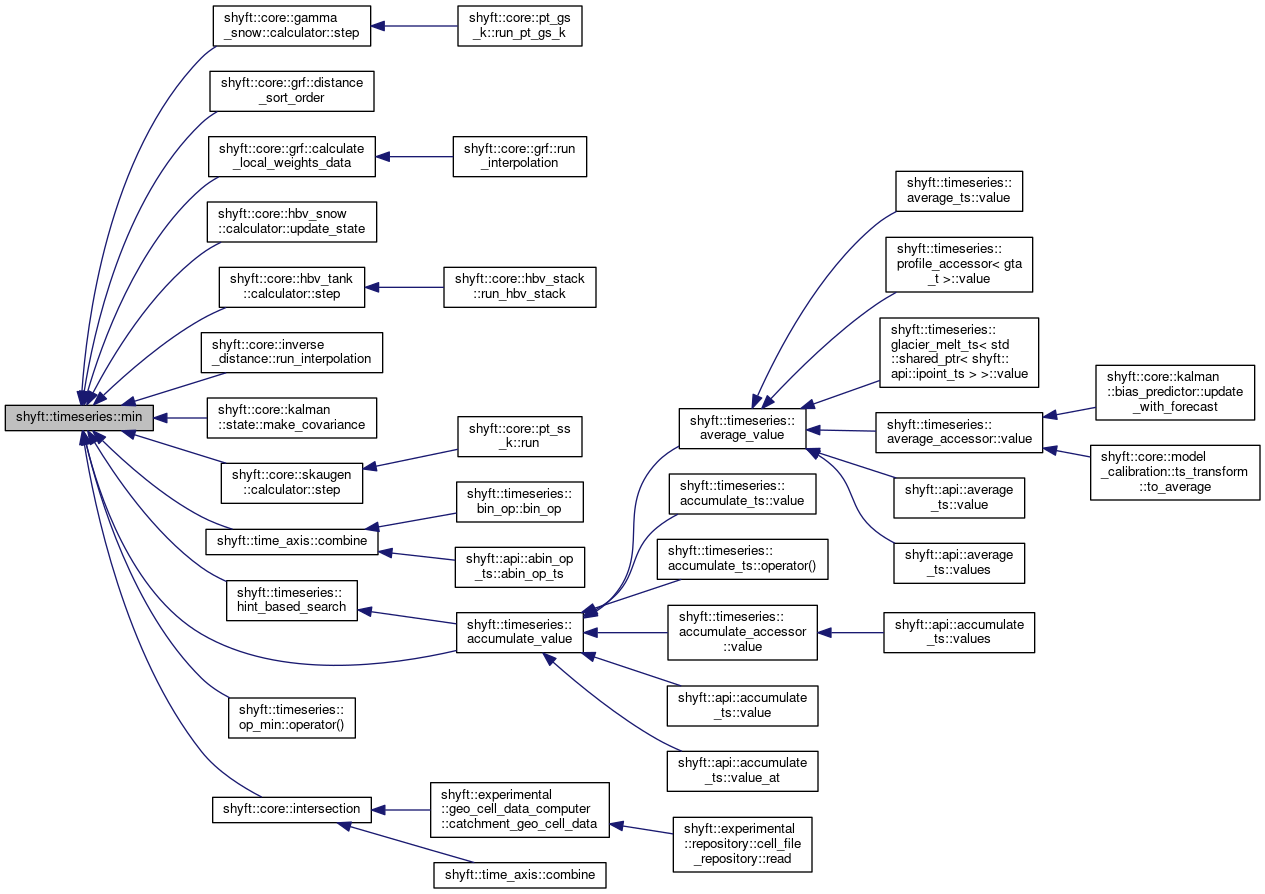 shyft::timeseries::min
shyft::core::gamma
_snow::calculator::step
shyft::core::pt_gs
_k::run_pt_gs_k
shyft::core::grf::distance
_sort_order
shyft::core::grf::calculate
_local_weights_data
shyft::core::grf::run
_interpolation
shyft::core::hbv_snow
::calculator::update_state
shyft::core::hbv_tank
::calculator::step
shyft::core::hbv_stack
::run_hbv_stack
shyft::core::inverse
_distance::run_interpolation
shyft::core::kalman
::state::make_covariance
shyft::core::skaugen
::calculator::step
shyft::core::pt_ss
_k::run
shyft::time_axis::combine
shyft::timeseries::
bin_op::bin_op
shyft::api::abin_op
_ts::abin_op_ts
shyft::timeseries::
hint_based_search
shyft::timeseries::
accumulate_value
shyft::timeseries::
average_value
shyft::timeseries::
average_ts::value
shyft::timeseries::
profile_accessor< gta
_t >::value
shyft::timeseries::
glacier_melt_ts< std
::shared_ptr< shyft::
api::ipoint_ts > >::value
shyft::timeseries::
average_accessor::value
shyft::core::kalman
::bias_predictor::update
_with_forecast
shyft::core::model
_calibration::ts_transform
::to_average
shyft::api::average
_ts::value
shyft::api::average
_ts::values
shyft::timeseries::
accumulate_ts::value
shyft::timeseries::
accumulate_ts::operator()
shyft::timeseries::
accumulate_accessor
::value
shyft::api::accumulate
_ts::values
shyft::api::accumulate
_ts::value
shyft::api::accumulate
_ts::value_at
shyft::timeseries::
op_min::operator()
shyft::core::intersection
shyft::experimental
::geo_cell_data_computer
::catchment_geo_cell_data
shyft::experimental
::repository::cell_file
_repository::read
shyft::time_axis::combine